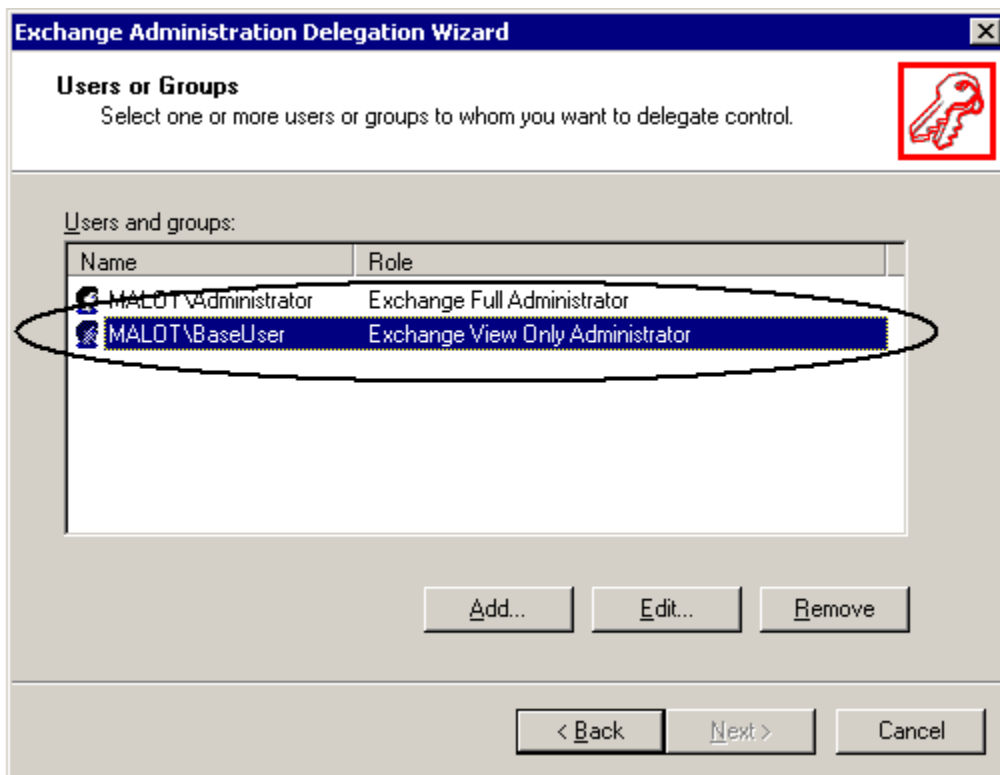 Exchange Administration Delegation Wizard
Users or Groups
Select one or more users or groups to whom you want to delegate control.
Users and groups:
Name Role
MALOT\Administrator Exchange Full Administrator
MALOT\BaseUser Exchange View Only Administrator
Add... Edit... Remove
< Back Next > Cancel